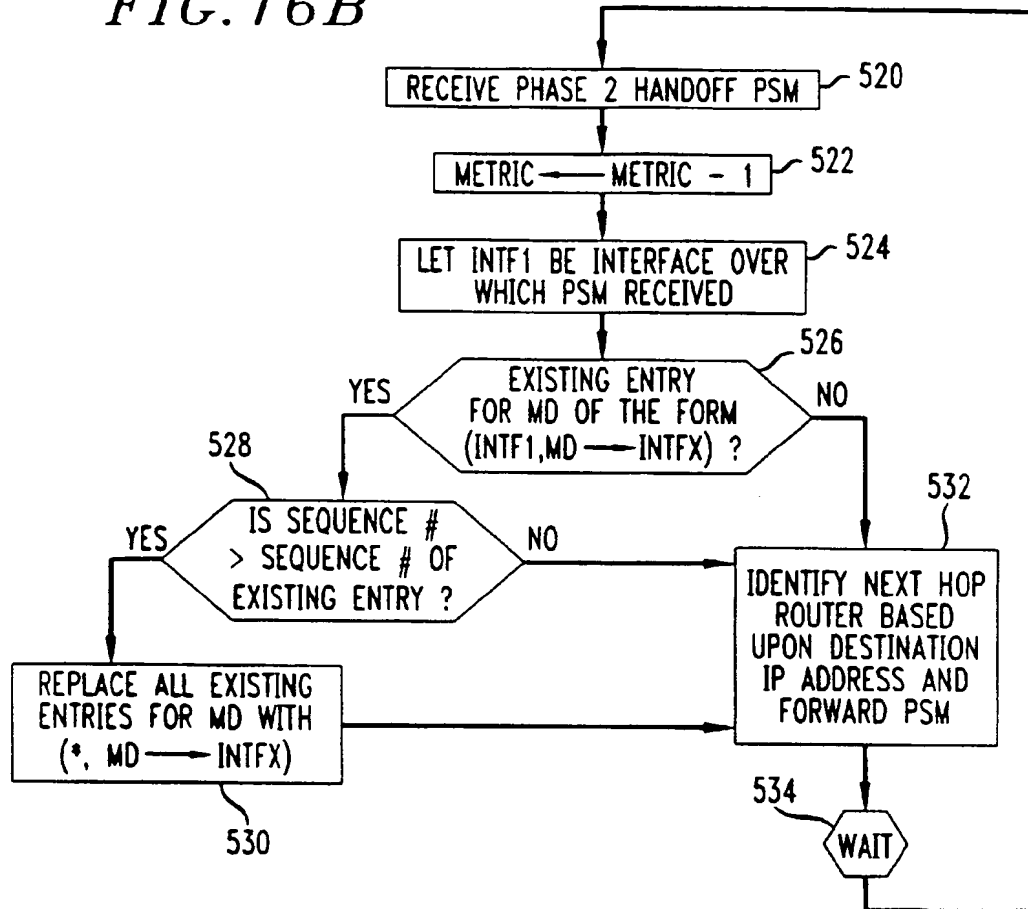 FIG. 16B
RECEIVE PHASE 2 HANDOFF PSM
520
METRIC ← METRIC - 1
522
LET INTF1 BE INTERFACE OVER
WHICH PSM RECEIVED
524
EXISTING ENTRY
FOR MD OF THE FORM
(INTF1,MD → INTFX) ?
526
YES
NO
528
IS SEQUENCE #
> SEQUENCE # OF
EXISTING ENTRY ?
YES
NO
532
IDENTIFY NEXT HOP
ROUTER BASED
UPON DESTINATION
IP ADDRESS AND
FORWARD PSM
REPLACE ALL EXISTING
ENTRIES FOR MD WITH
(*, MD → INTFX)
530
534
WAIT